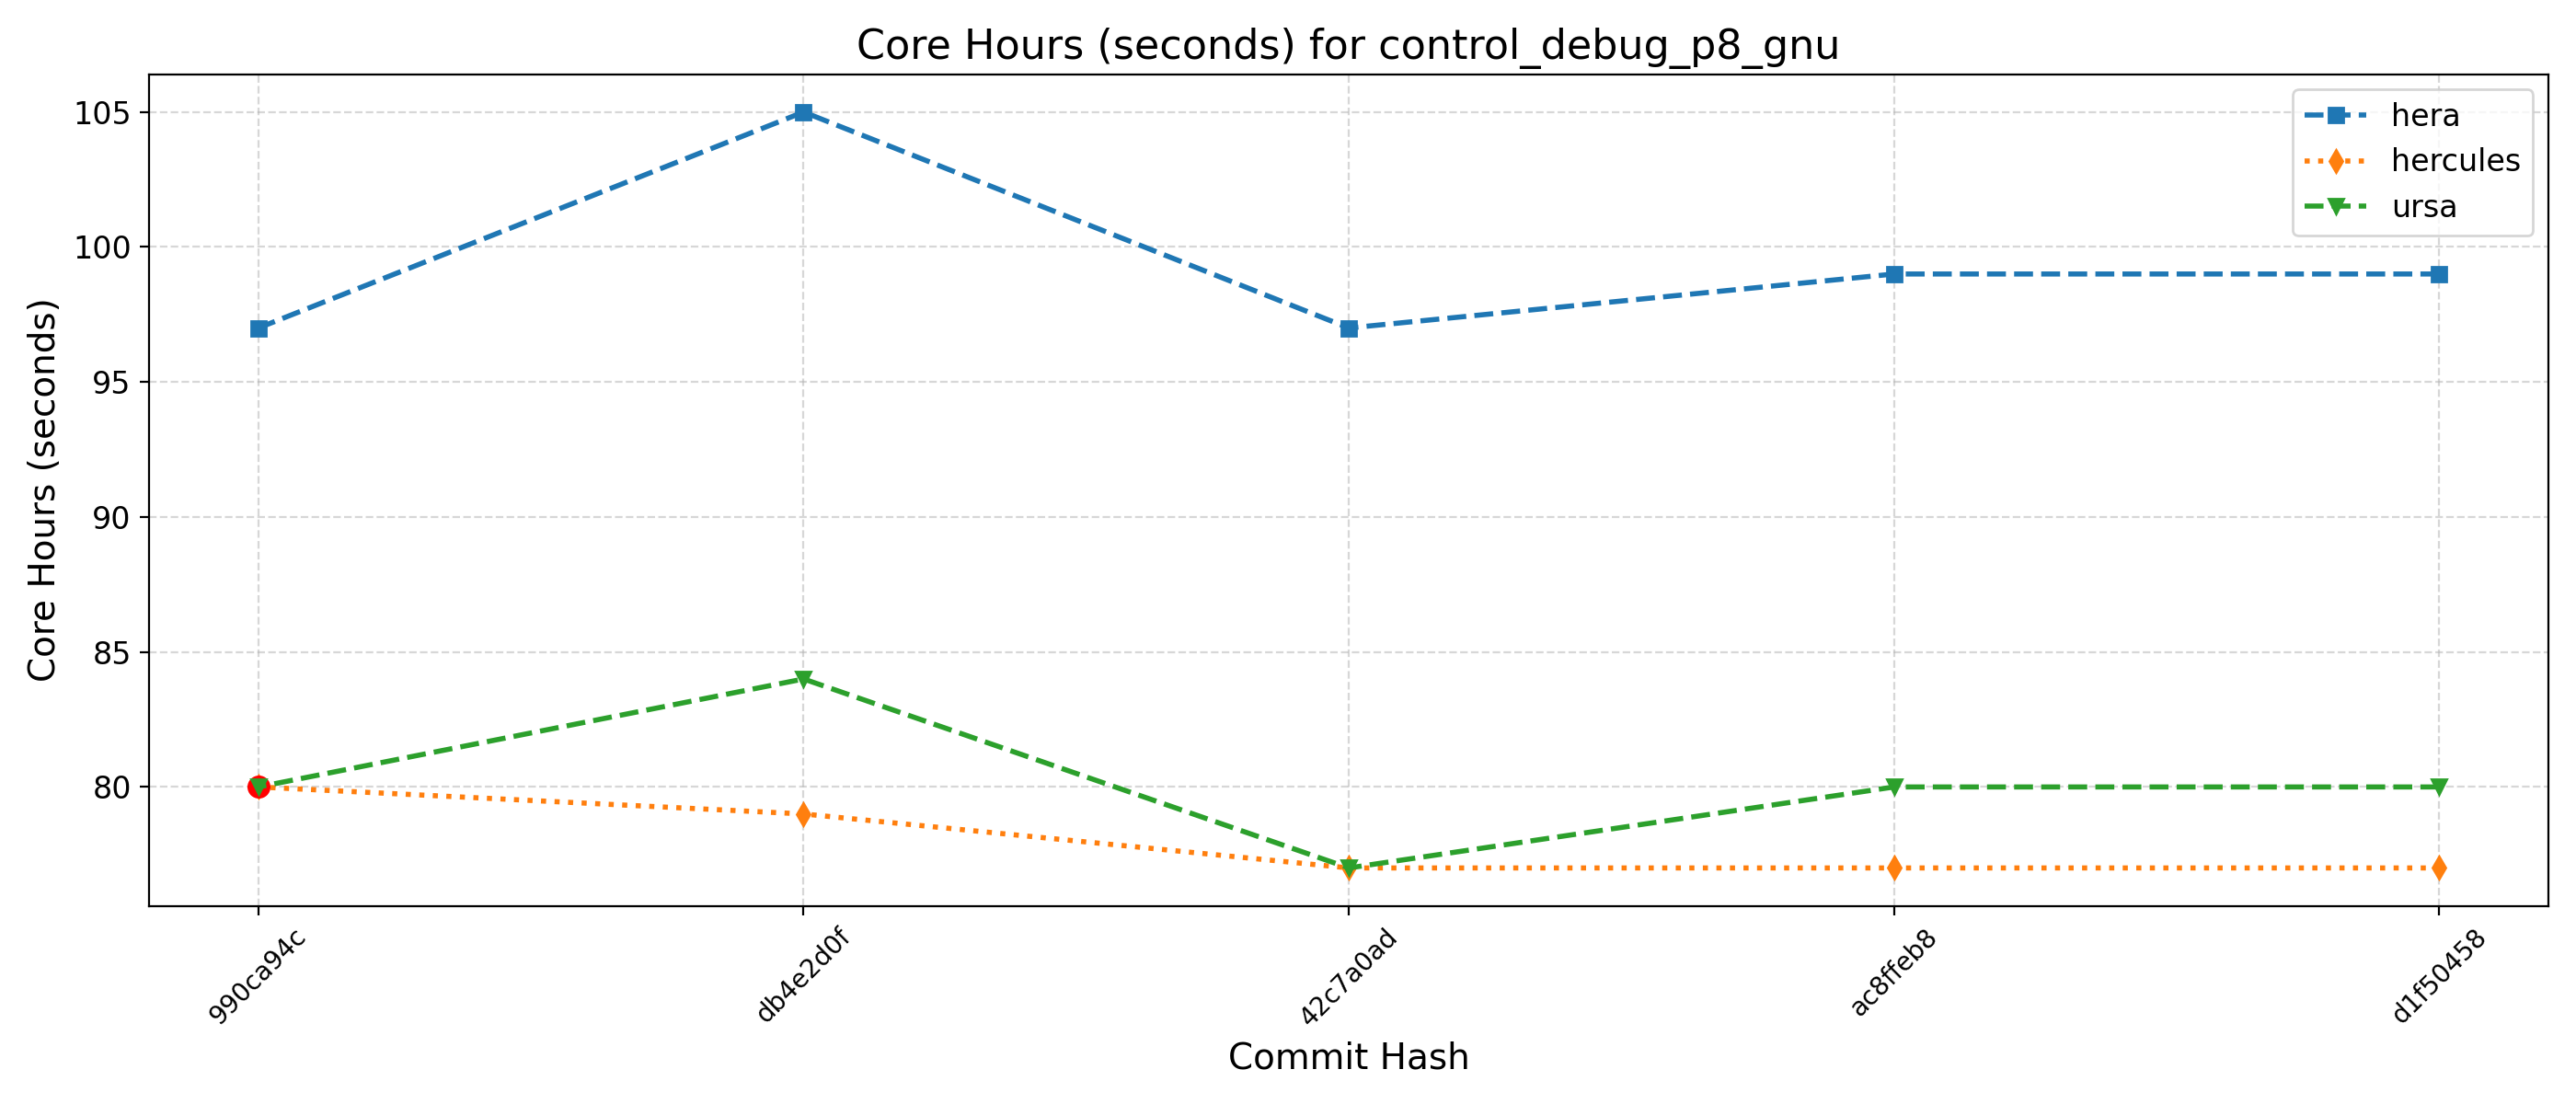 Core Hours (seconds) for control_debug_p8_gnu
hera
hercules
ursa
Core Hours (seconds)
105
100
95
90
85
80
990ca94c
db4e2d0f
42c7a0ad
ac8ffeb8
d1f50458
Commit Hash